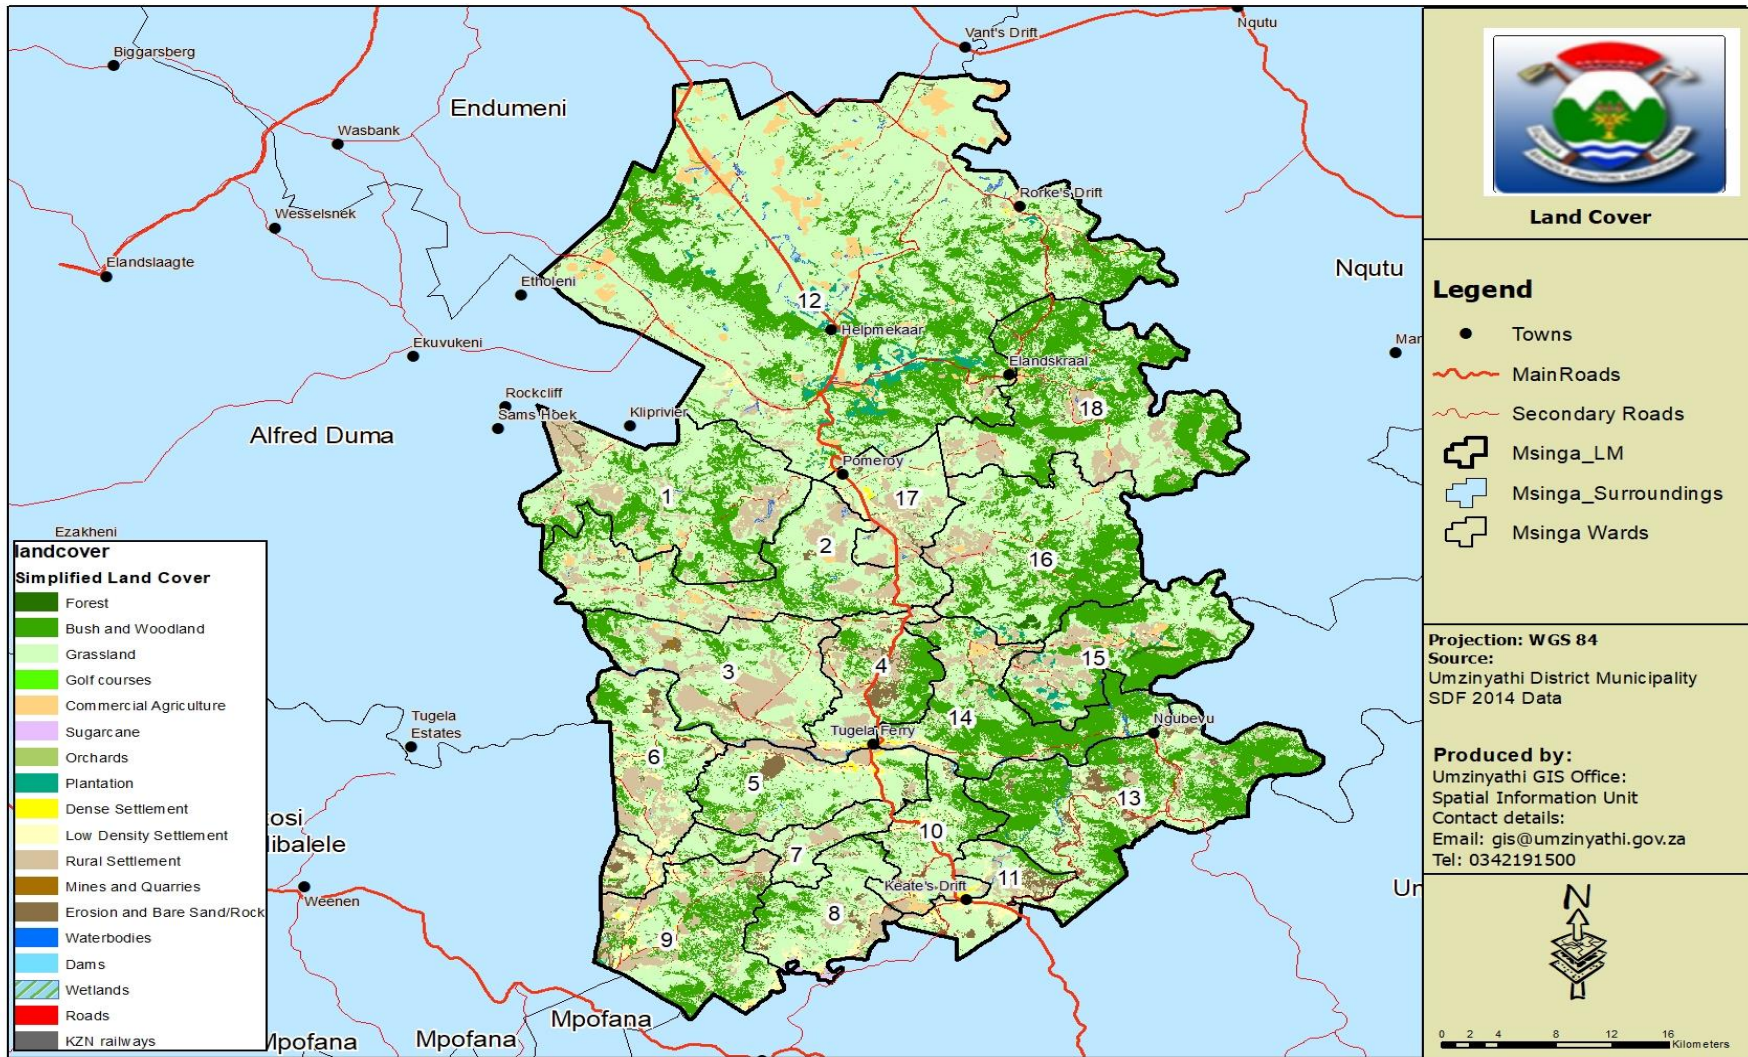 Biggarsberg
Endumeni
Vant's Drift
Nqutu
Wasbank
Wesselsnek
Elandslaagte
Etholeni
Rorke's Drift
Nqutu
12
Helpmekaar
Ekuvukeni
Elandskraal
Mar
Rockcliff
Sams Hoek
Kliprivier
Alfred Duma
18
Pomeroy
1
17
2
16
Ezakheni
3
4
15
14
Tugela
Estates
Tugela Ferry
Ngubevu
6
5
13
10
7
11
Keate's Drift
8
9
Weenen
Un
Mpofana
Mpofana
Mpofana
landcover
Simplified Land Cover
Forest
Bush and Woodland
Grassland
Golf courses
Commercial Agriculture
Sugarcane
Orchards
Plantation
Dense Settlement
Low Density Settlement
Rural Settlement
Mines and Quarries
Erosion and Bare Sand/Rock
Waterbodies
Dams
Wetlands
Roads
KZN railways
Land Cover
Legend
Towns
MainRoads
Secondary Roads
Msinga_LM
Msinga_Surroundings
Msinga Wards
Projection: WGS 84
Source:
Umzinyathi District Municipality
SDF 2014 Data
Produced by:
Umzinyathi GIS Office:
Spatial Information Unit
Contact details:
Email: gis@umzinyathi.gov.za
Tel: 0342191500
N
0 2 4 8 12 16
Kilometers